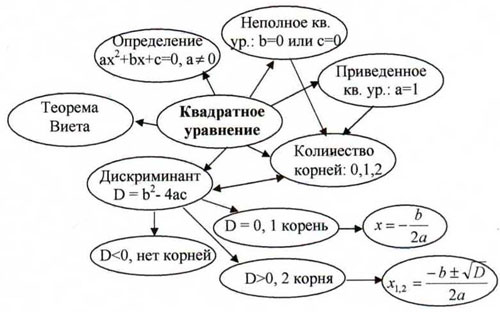 Определение
ax²+bx+c=0, a≠0
Неполное кв.
ур.: b=0 или c=0
Приведенное
кв. ур.: a=1
Теорема
Виета
Квадратное
уравнение
Количество
корней: 0,1,2
Дискриминант
D = b²- 4ac
D = 0, 1 корень
x = -b/2a
D<0, нет корней
D>0, 2 корня
x₁,₂ = (-b ± √D)/2a